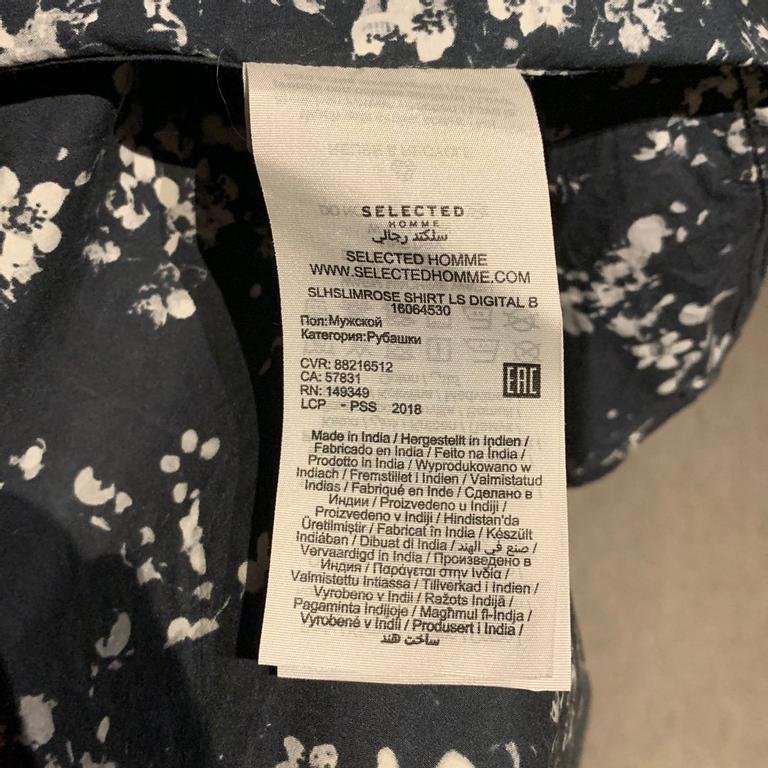 SELECTED
HOMME
سلكتد رجالي
SELECTED HOMME
WWW.SELECTEDHOMME.COM
SLHSLIMROSE SHIRT LS DIGITAL B
16064530
Пол:Мужской
Категория:Рубашки
CVR: 88216512
CA: 57831
RN: 149349
LCP - PSS 2018
EAC
Made in India / Hergestellt in Indien /
Fabricado en India / Feito na Índia /
Prodotto in India / Wyprodukowano w
Indiach / Fremstillet i Indien / Valmistatud
Indias / Fabriqué en Inde / Сделано в
Индии / Proizvedeno u Indiji /
Proizvedeno v Indiji / Hindistan'da
Üretilmiştir / Fabricat în India / Készült
Indiában / Dibuat di India / صنع في الهند /
Vervaardigd in India / Произведено в
Индия / Παράγεται στην Ινδία /
Valmistettu Intiassa / Tillverkad i Indien /
Vyrobeno v Indii / Ražots Indijā /
Pagaminta Indijoje / Magħmul fl-Indja /
Vyrobené v Indii / Produsert i India /
ساخت هند